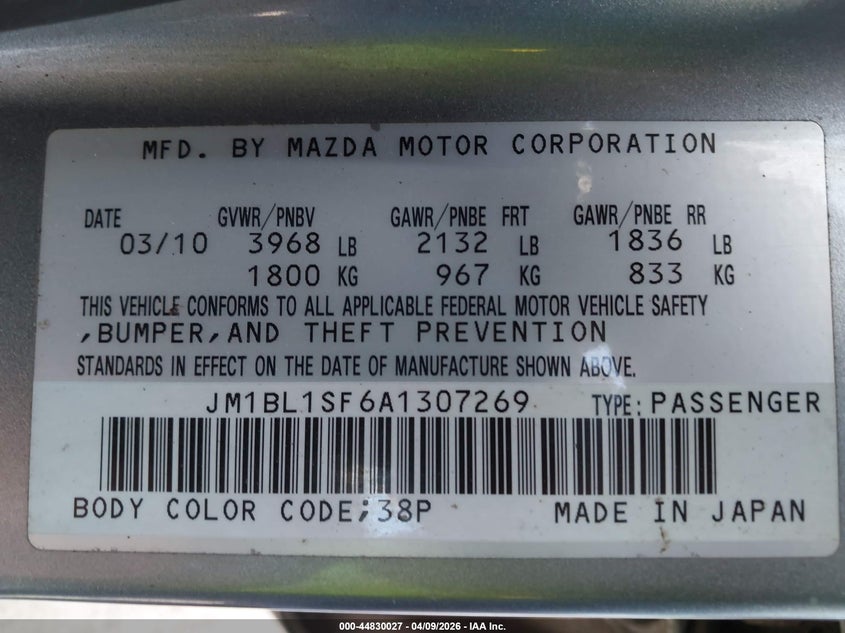 MFD. BY MAZDA MOTOR CORPORATION
DATE GVWR/PNBV GAWR/PNBE FRT GAWR/PNBE RR
03/10 3968 LB 2132 LB 1836 LB
1800 KG 967 KG 833 KG
THIS VEHICLE CONFORMS TO ALL APPLICABLE FEDERAL MOTOR VEHICLE SAFETY
,BUMPER,AND THEFT PREVENTION
STANDARDS IN EFFECT ON THE DATE OF MANUFACTURE SHOWN ABOVE.
JM1BL1SF6A1307269 TYPE: PASSENGER
BODY COLOR CODE;38P MADE IN JAPAN
000-44830027 - 04/09/2026 - IAA Inc.